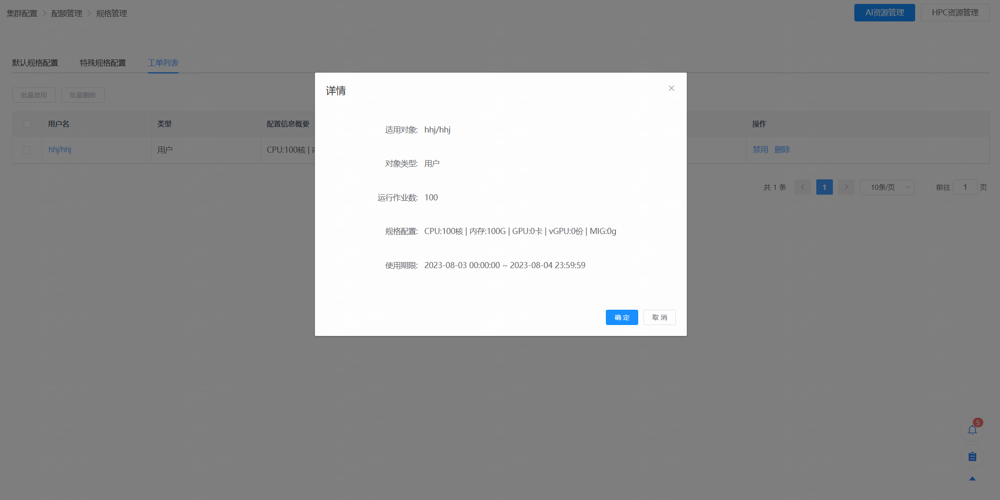 集群配置 > 配额管理 > 规格管理
AI资源管理 HPC资源管理
默认规格配置 特殊规格配置 工单列表
批量禁用 批量删除
用户名 类型 配置信息概要 操作
hhj/hhj 用户 CPU:100核 | 禁用 删除
共 1 条 1 10条/页 前往 1 页
详情
适用对象: hhj/hhj
对象类型: 用户
运行作业数: 100
规格配置: CPU:100核 | 内存:100G | GPU:0卡 | vGPU:0份 | MIG:0g
使用期限: 2023-08-03 00:00:00 ~ 2023-08-04 23:59:59
确 定 取 消
5